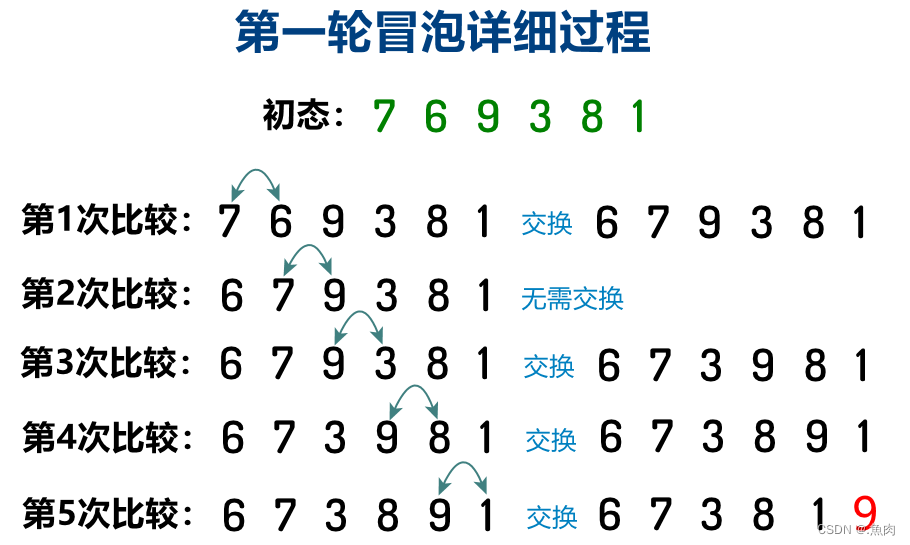 第一轮冒泡详细过程
初态： 7 6 9 3 8 1
第1次比较： 7 6 9 3 8 1 交换 6 7 9 3 8 1
第2次比较： 6 7 9 3 8 1 无需交换
第3次比较： 6 7 9 3 8 1 交换 6 7 3 9 8 1
第4次比较： 6 7 3 9 8 1 交换 6 7 3 8 9 1
第5次比较： 6 7 3 8 9 1 交换 6 7 3 8 1 9
CSDN @.魚肉